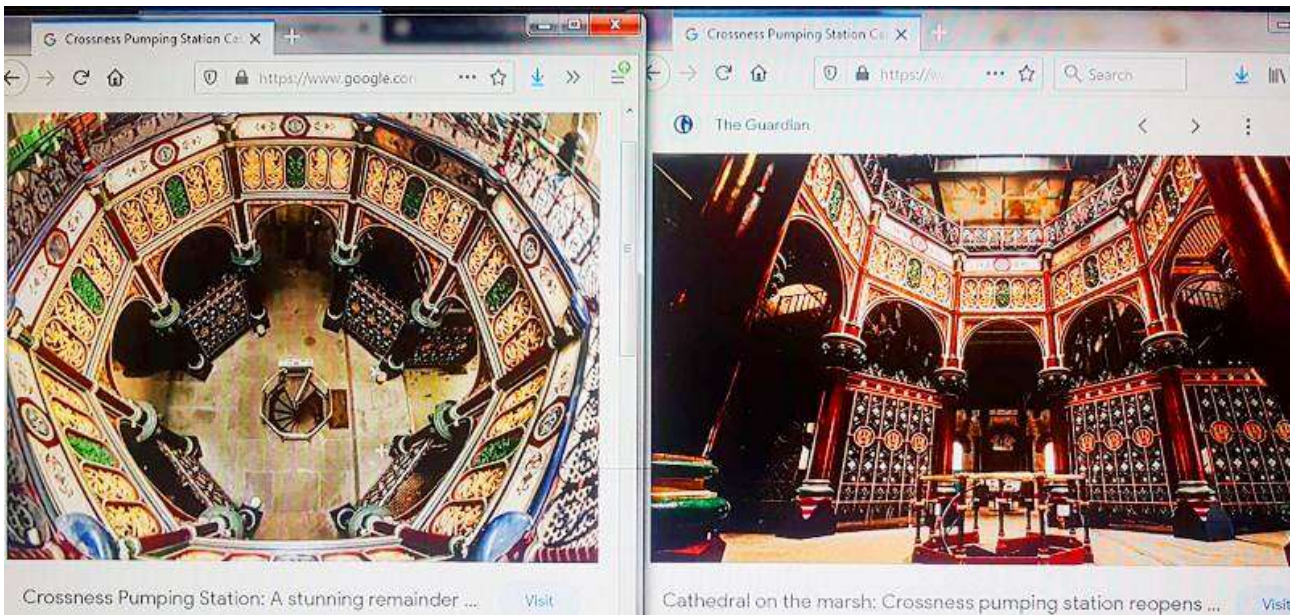 G Crossness Pumping Station Ca
https://www.google.con
Crossness Pumping Station: A stunning remainder ...
Visit
G Crossness Pumping Station Ca
https://w
Search
The Guardian
Cathedral on the marsh: Crossness pumping station reopens ...
Visit